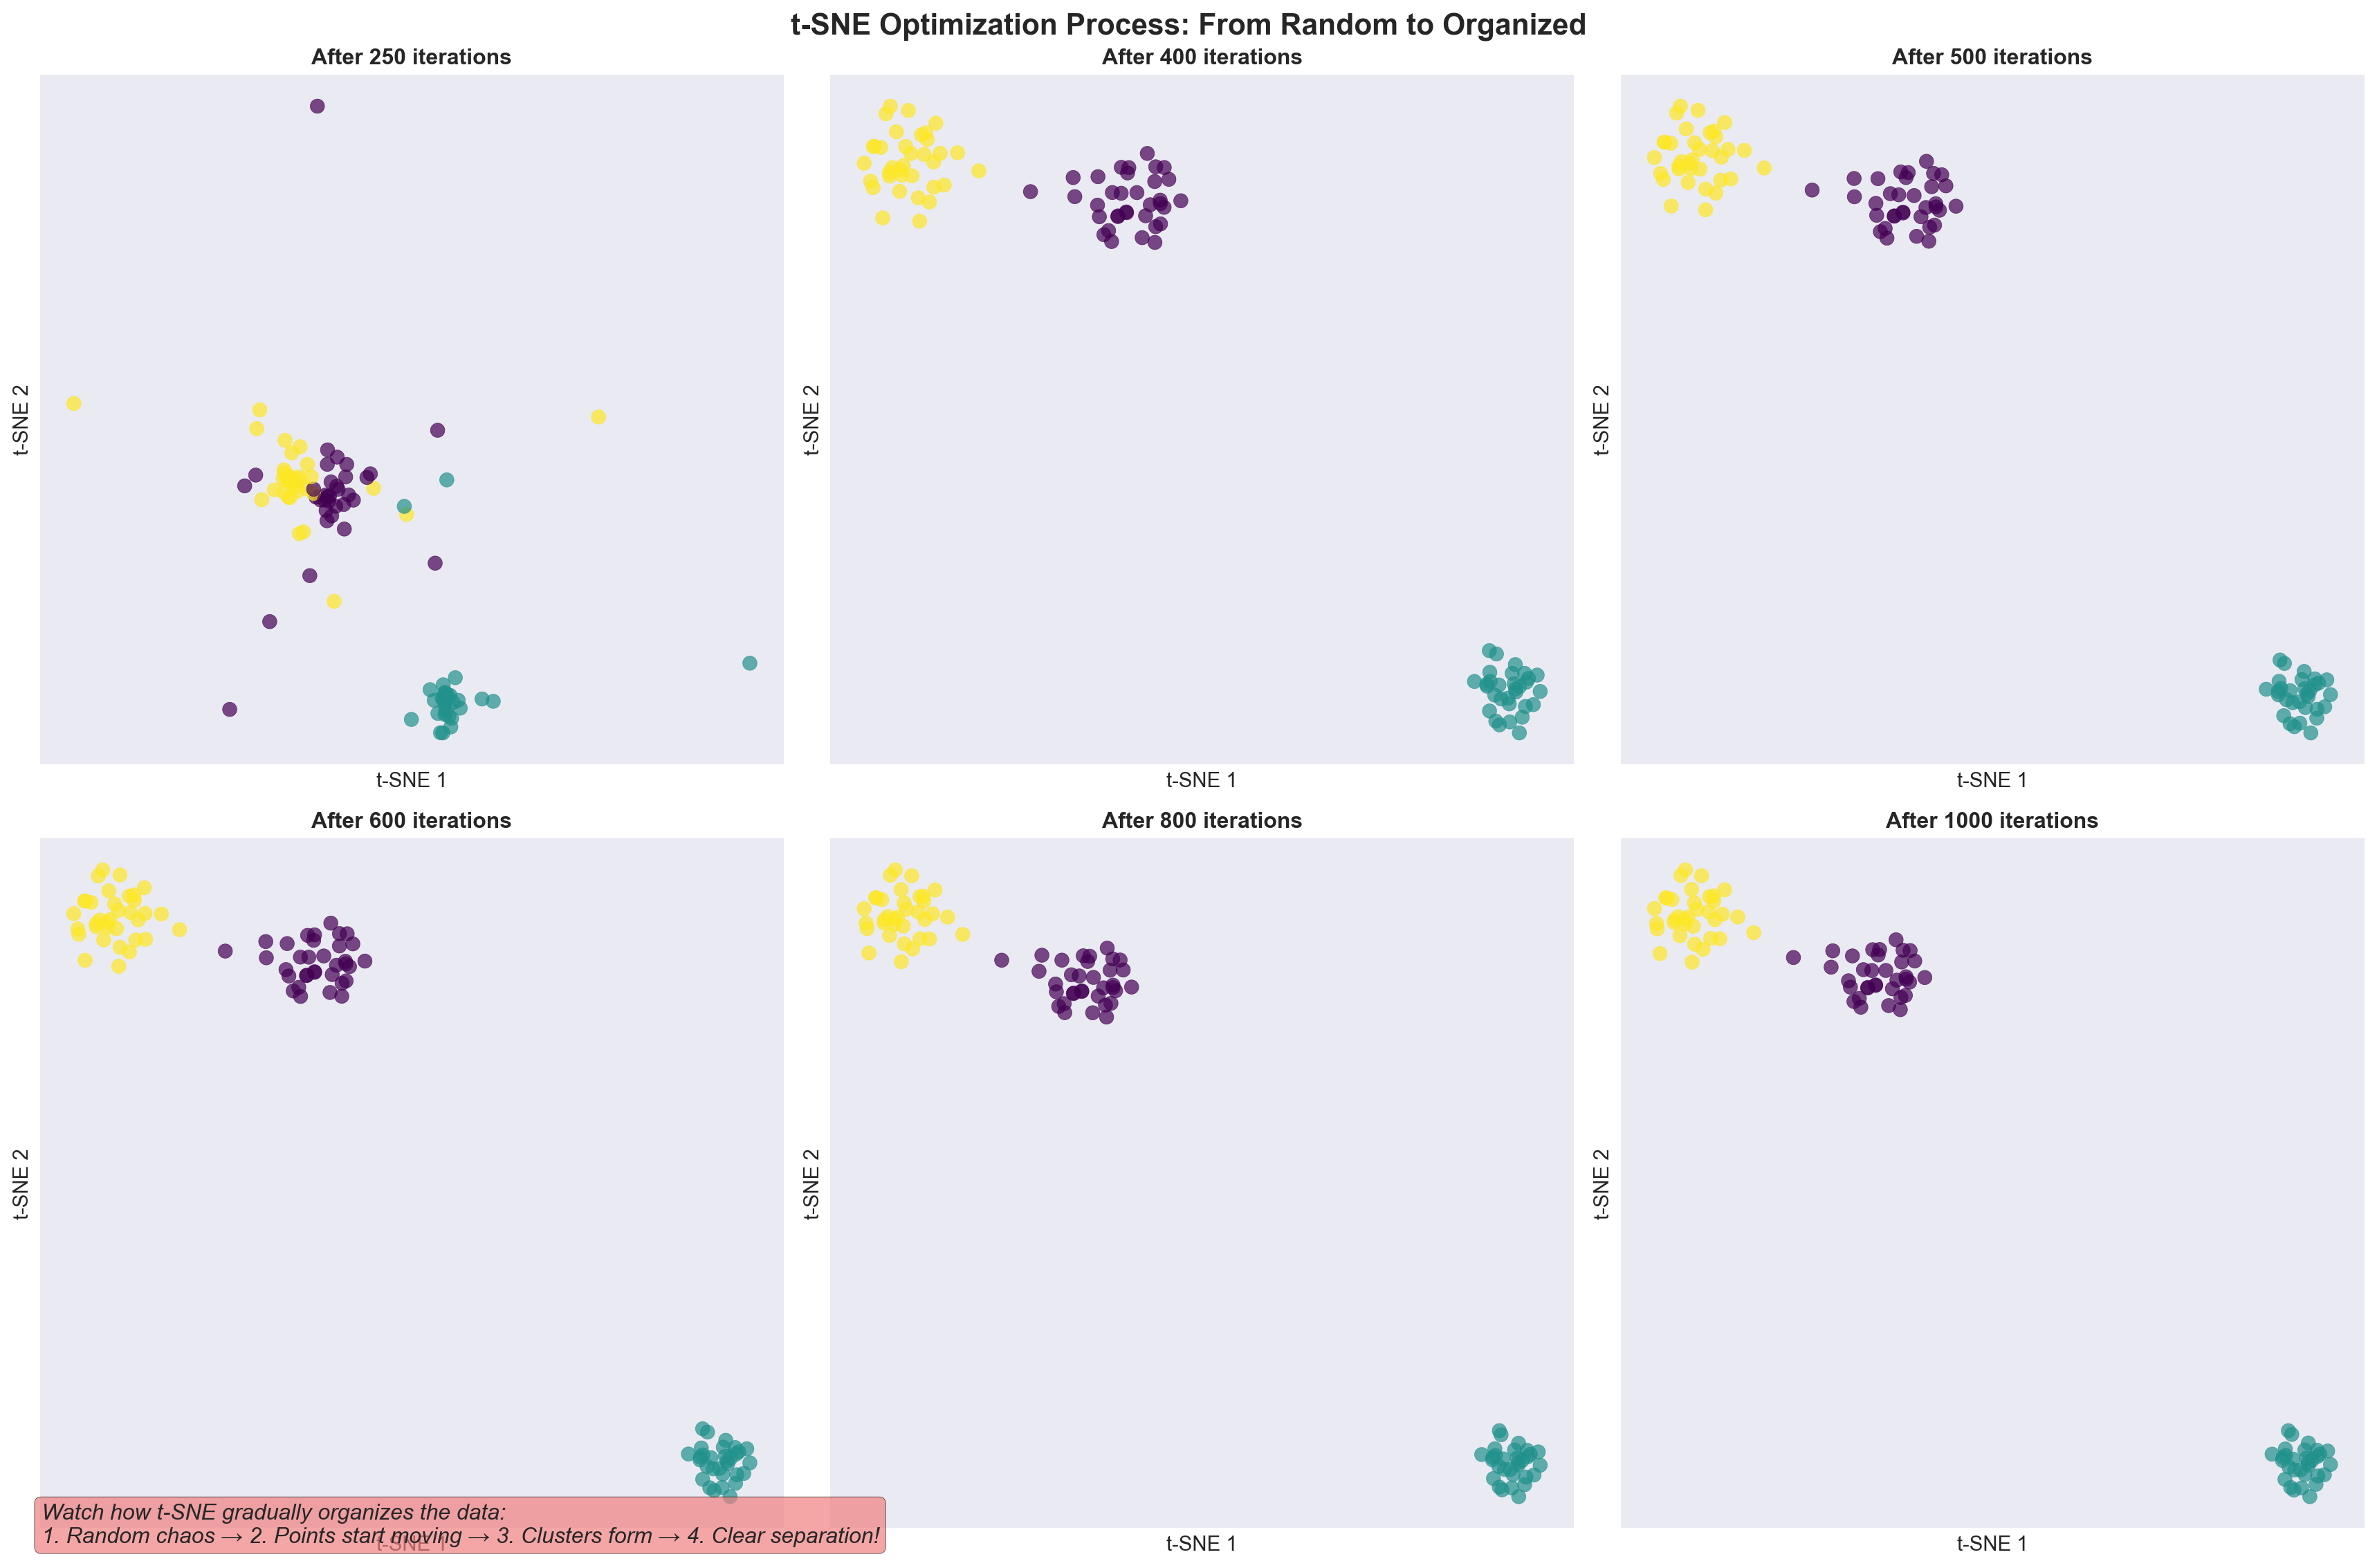 t-SNE Optimization Process: From Random to Organized
After 250 iterations
After 400 iterations
After 500 iterations
t-SNE 2
t-SNE 2
t-SNE 2
t-SNE 1
t-SNE 1
t-SNE 1
After 600 iterations
After 800 iterations
After 1000 iterations
t-SNE 2
t-SNE 2
t-SNE 2
Watch how t-SNE gradually organizes the data:
1. Random chaos → 2. Points start moving → 3. Clusters form → 4. Clear separation!
t-SNE 1
t-SNE 1
t-SNE 1